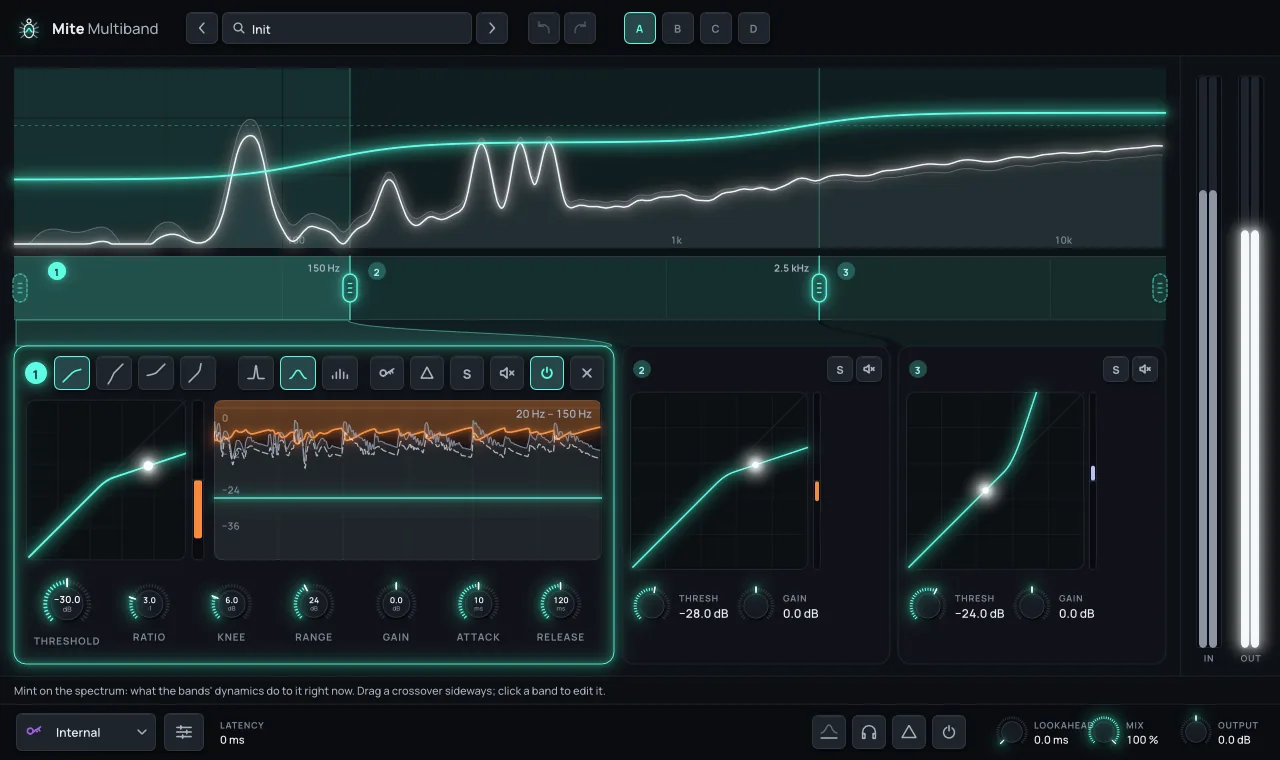 Mite Multiband
Init
A B C D
1k 10k
1 150 Hz 2 2.5 kHz 3
1 S
20 Hz – 150 Hz
0
−24
−36
−30.0 dB
3.0 :1
6.0 dB
24 dB
0.0 dB
10 ms
120 ms
THRESHOLD RATIO KNEE RANGE GAIN ATTACK RELEASE
2 S
THRESH −28.0 dB
GAIN 0.0 dB
3 S
THRESH −24.0 dB
GAIN 0.0 dB
IN OUT
Mint on the spectrum: what the bands' dynamics do to it right now. Drag a crossover sideways; click a band to edit it.
Internal
LATENCY
0 ms
LOOKAHEAD
0.0 ms
MIX
100 %
OUTPUT
0.0 dB